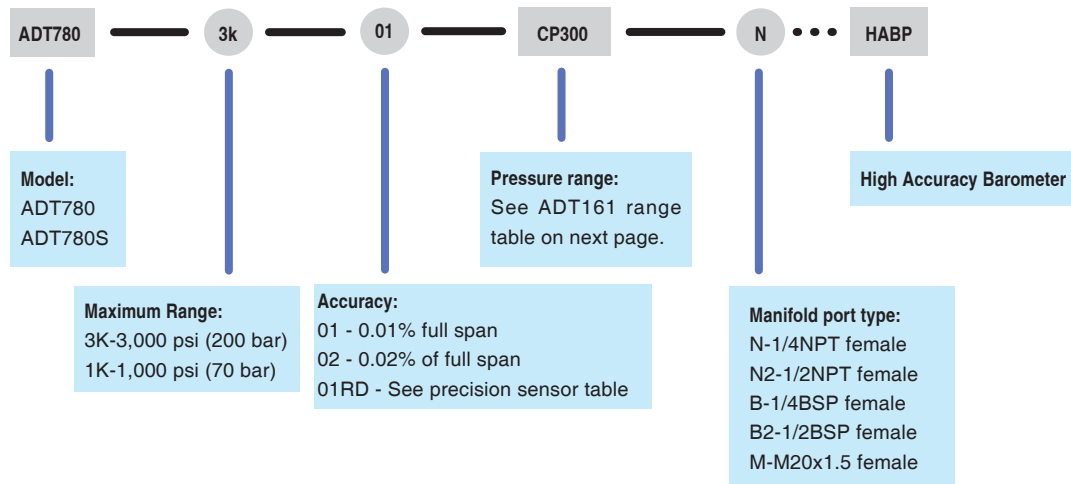 ADT780
3k
01
CP300
N
HABP
Model:
ADT780
ADT780S
Maximum Range:
3K-3,000 psi (200 bar)
1K-1,000 psi (70 bar)
Accuracy:
01 - 0.01% full span
02 - 0.02% of full span
01RD - See precision sensor table
Pressure range:
See ADT161 range
table on next page.
Manifold port type:
N-1/4NPT female
N2-1/2NPT female
B-1/4BSP female
B2-1/2BSP female
M-M20x1.5 female
High Accuracy Barometer